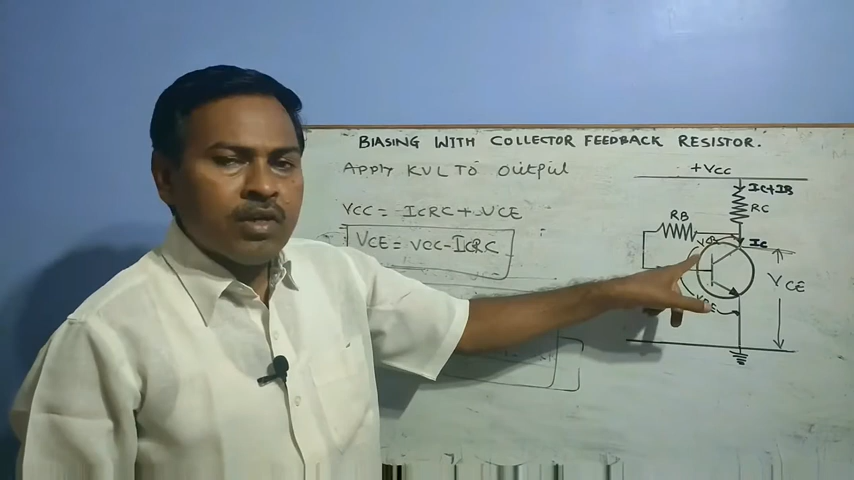 BIASING WITH COLLECTOR FEEDBACK RESISTOR.
APPLY KVL TO OUTPUT
VCC = ICRC + VCE
VCE = VCC - ICRC
+VCC
IC+IB
RC
RB
IC
VCE